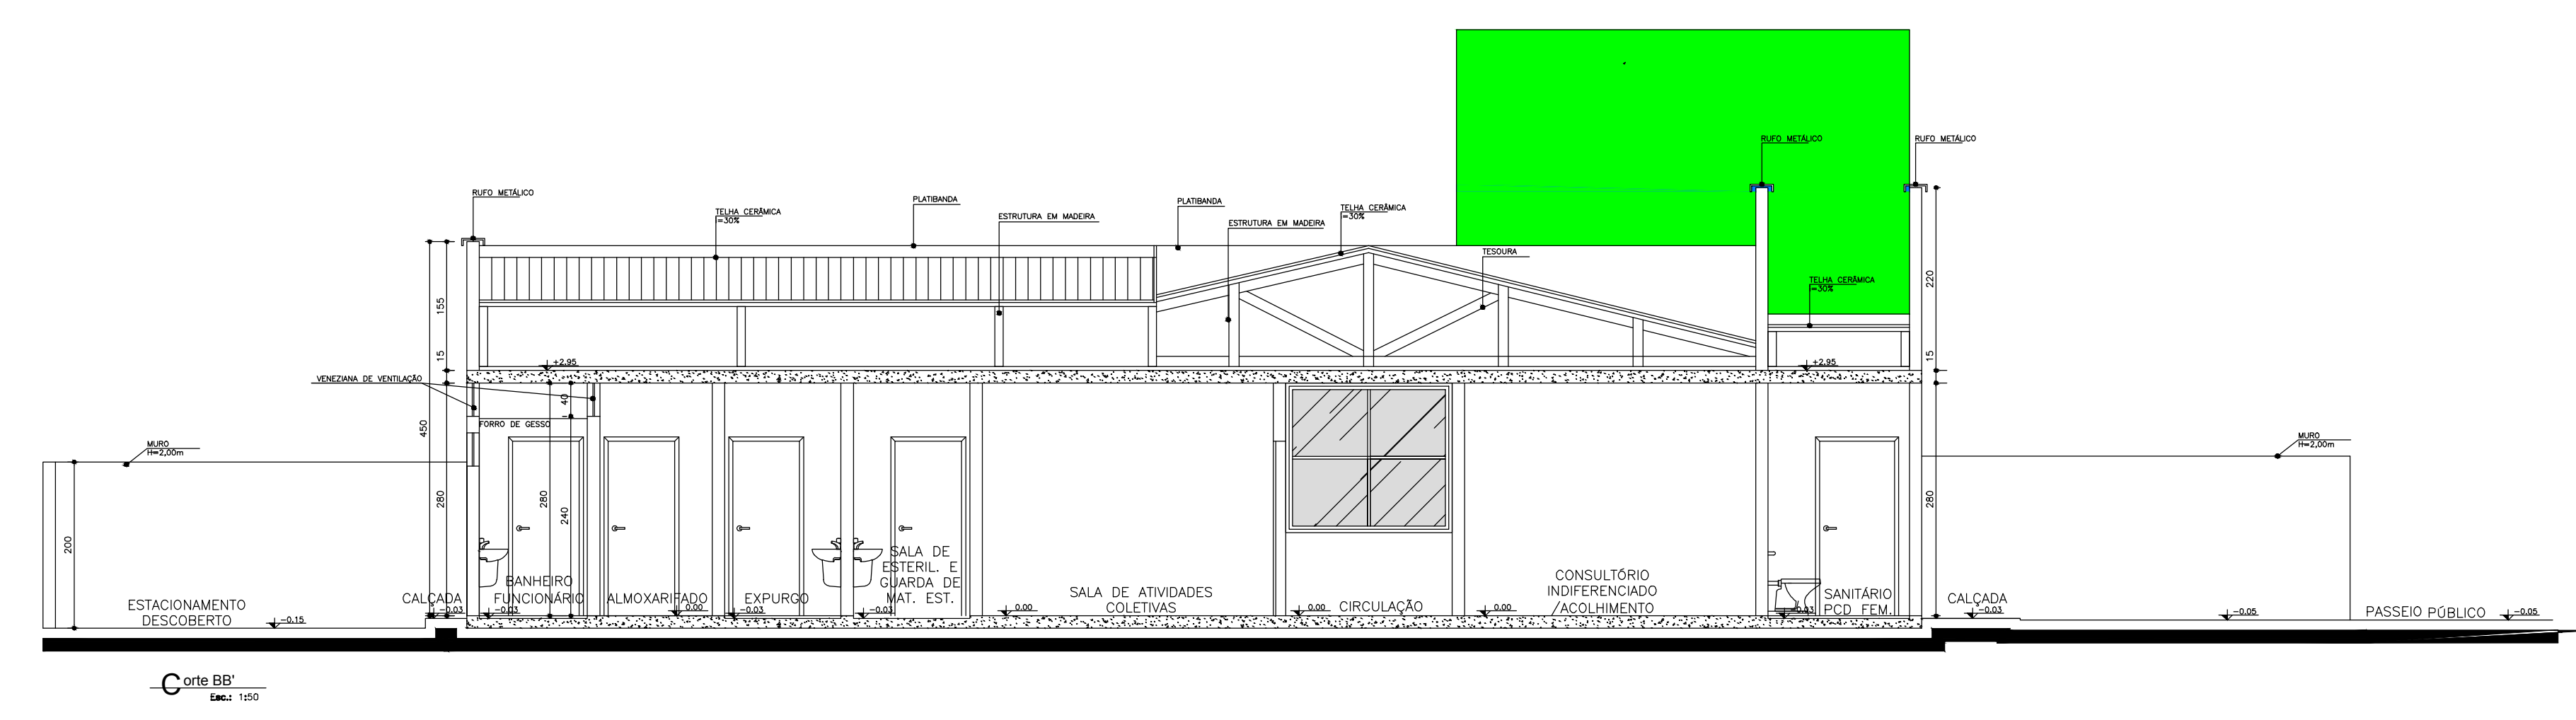 RUFO METÁLICO
RUFO METÁLICO
RUFO METÁLICO
TELHA CERÂMICA
=30%
PLATIBANDA
ESTRUTURA EM MADEIRA
PLATIBANDA
ESTRUTURA EM MADEIRA
TELHA CERÂMICA
=30%
TESOURA
TELHA CERÂMICA
=30%
220
155
15
15
+2.95
+2.95
VENEZIANA DE VENTILAÇÃO
40
450
FORRO DE GESSO
MURO
H=2,00m
MURO
H=2,00m
280
280
240
280
200
ESTACIONAMENTO
DESCOBERTO
-0.15
CALÇADA
-0.03
BANHEIRO
FUNCIONÁRIO
-0.03
ALMOXARIFADO
0.00
EXPURGO
-0.03
SALA DE
ESTERIL. E
GUARDA DE
MAT. EST.
-0.03
SALA DE ATIVIDADES
COLETIVAS
0.00
CIRCULAÇÃO
0.00
CONSULTÓRIO
INDIFERENCIADO
/ACOLHIMENTO
0.00
SANITÁRIO
PCD FEM.
-0.03
CALÇADA
-0.03
-0.05
PASSEIO PÚBLICO
-0.05
Corte BB'
Esc.: 1:50